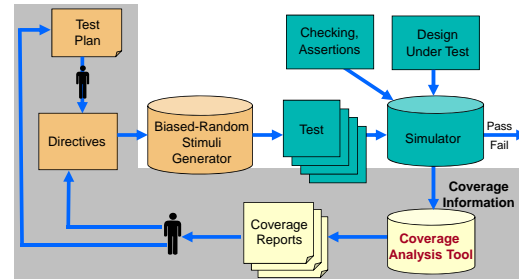 Test
Plan
Checking,
Assertions
Design
Under Test
Directives
Biased-Random
Stimuli
Generator
Test
Simulator
Pass
Fail
Coverage
Information
Coverage
Reports
Coverage
Analysis Tool